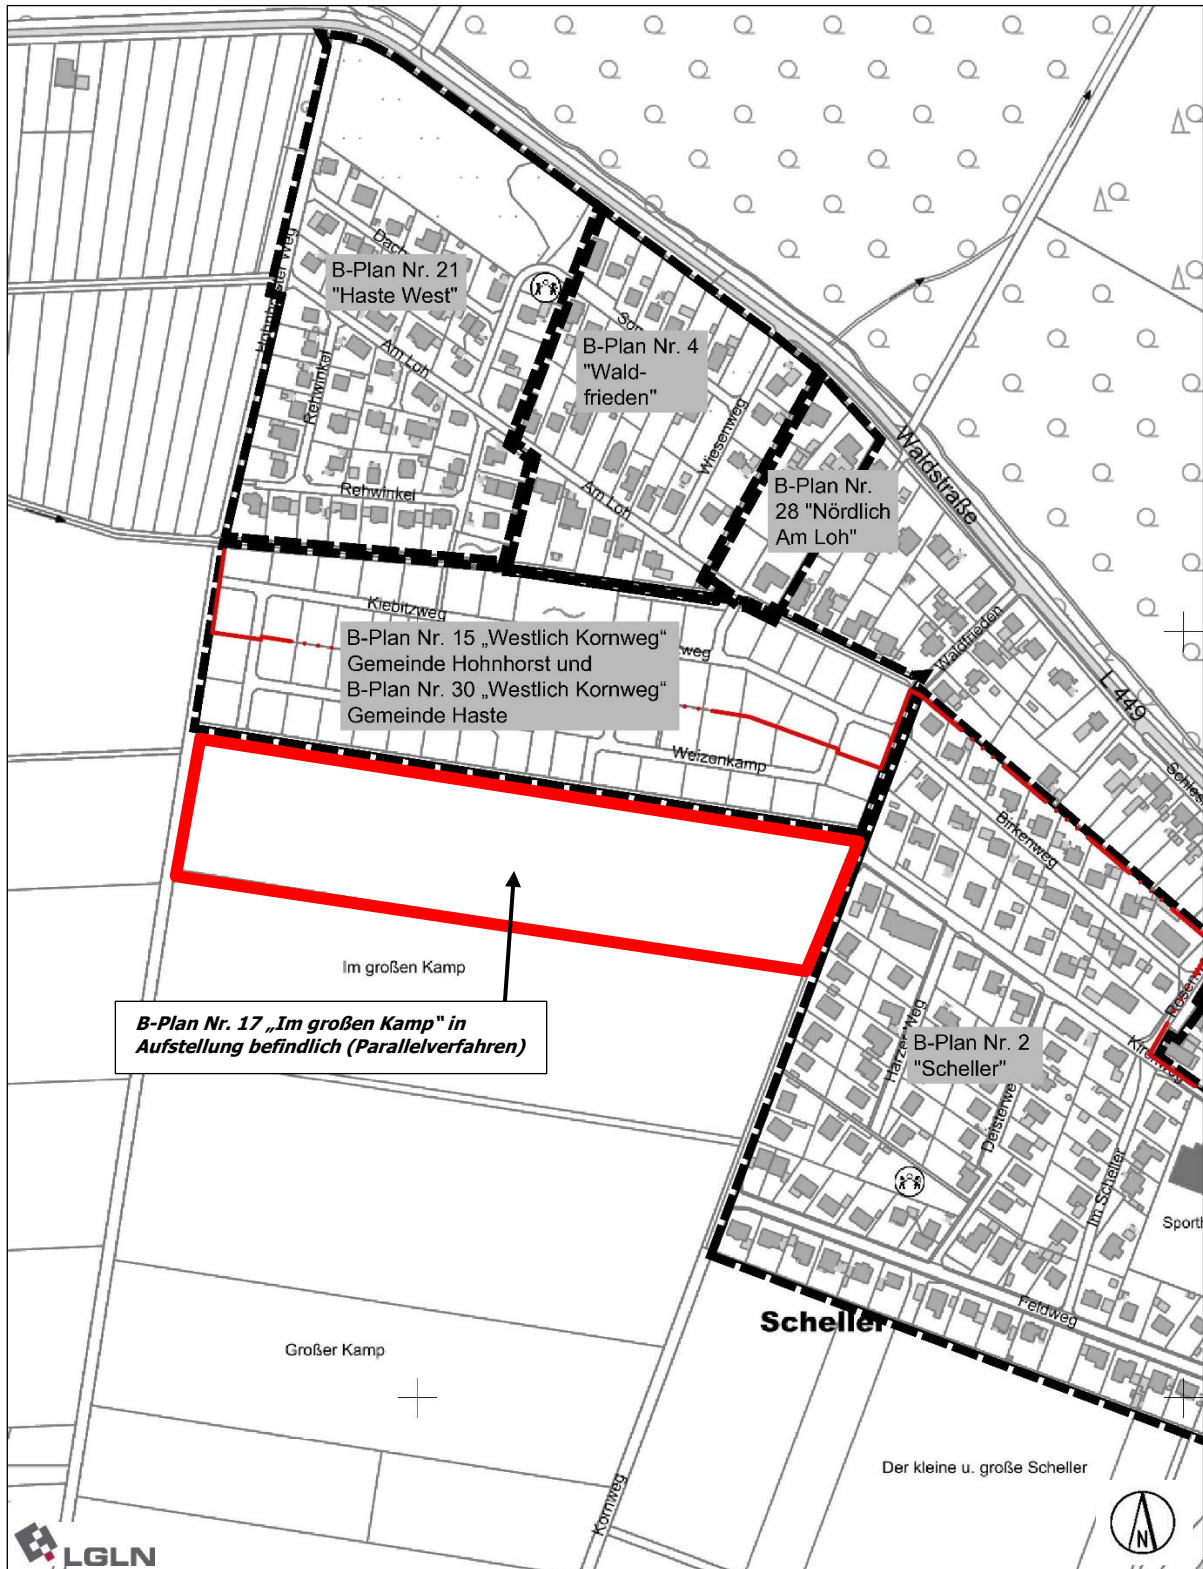 B-Plan Nr. 21
"Haste West"
B-Plan Nr. 4
"Wald-
frieden"
B-Plan Nr.
28 "Nördlich
Am Loh"
Am Loh
Am Loh
Rehwinkel
Rehwinkel
Wiesenweg
Waldstraße
Waldfrieden
L 449
Kiebitzweg
B-Plan Nr. 15 „Westlich Kornweg“
Gemeinde Hohnhorst und
B-Plan Nr. 30 „Westlich Kornweg“
Gemeinde Haste
Weizenkamp
Birkenweg
Im großen Kamp
B-Plan Nr. 17 „Im großen Kamp" in
Aufstellung befindlich (Parallelverfahren)
Harzer Weg
B-Plan Nr. 2
"Scheller"
Deisterweg
Im Scheller
Sporth
Feldweg
Scheller
Großer Kamp
Der kleine u. große Scheller
Kornweg
N
LGLN